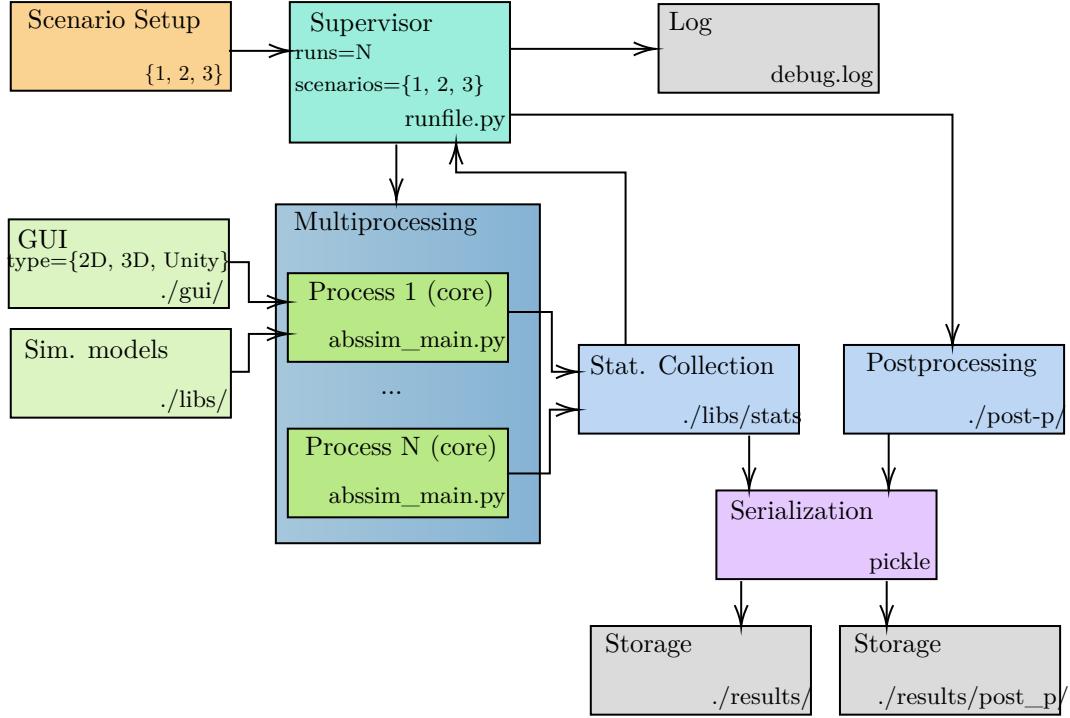 Scenario Setup
{1, 2, 3}
Supervisor
runs=N
scenarios={1, 2, 3}
runfile.py
Log
debug.log
GUI
type={2D, 3D, Unity}
./gui/
Sim. models
./libs/
Multiprocessing
Process 1 (core)
abssim_main.py
...
Process N (core)
abssim_main.py
Stat. Collection
./libs/stats
Postprocessing
./post-p/
Serialization
pickle
Storage
./results/
Storage
./results/post_p/